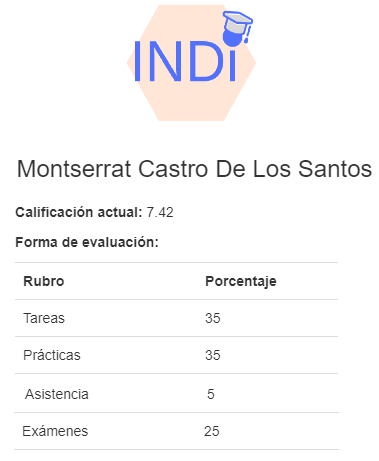 INDi
Montserrat Castro De Los Santos
Calificación actual: 7.42
Forma de evaluación:
Rubro Porcentaje
Tareas 35
Prácticas 35
Asistencia 5
Exámenes 25